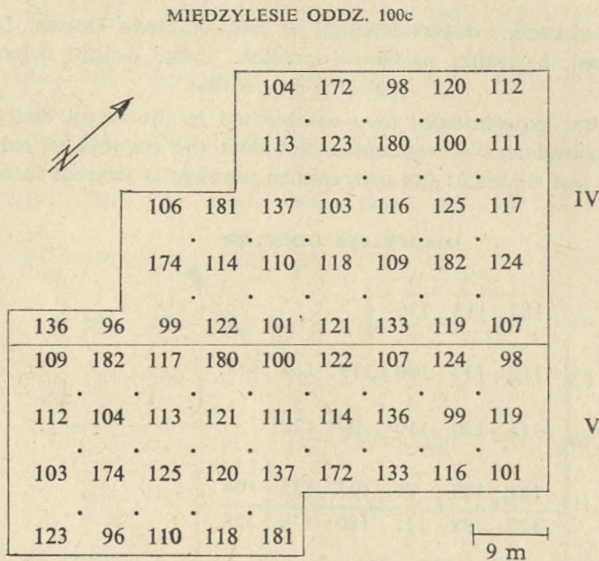 MIĘDZYLESIE ODDZ. 100c
104 172 98 120 112
113 123 180 100 111
106 181 137 103 116 125 117
IV
174 114 110 118 109 182 124
136 96 99 122 101 121 133 119 107
109 182 117 180 100 122 107 124 98
112 104 113 121 111 114 136 99 119
V
103 174 125 120 137 172 133 116 101
123 96 110 118 181
9 m